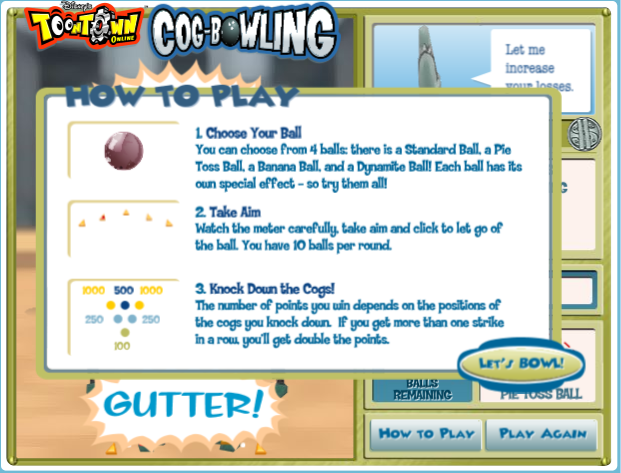 Disney's
TOONTOWN
ONLINE
COG-BOWLING
Let me
increase
your losses.
HOW TO PLAY
1. Choose Your Ball
You can choose from 4 balls: there is a Standard Ball, a Pie
Toss Ball, a Banana Ball, and a Dynamite Ball! Each ball has its
own special effect - so try them all!
2. Take Aim
Watch the meter carefully, take aim and click to let go of
the ball. You have 10 balls per round.
1000 500 1000
250 250
100
3. Knock Down the Cogs!
The number of points you win depends on the positions of
the cogs you knock down. If you get more than one strike
in a row, you'll get double the points.
LET'S BOWL!
GUTTER!
BALLS
REMAINING
PIE TOSS BALL
HOW TO PLAY
PLAY AGAIN